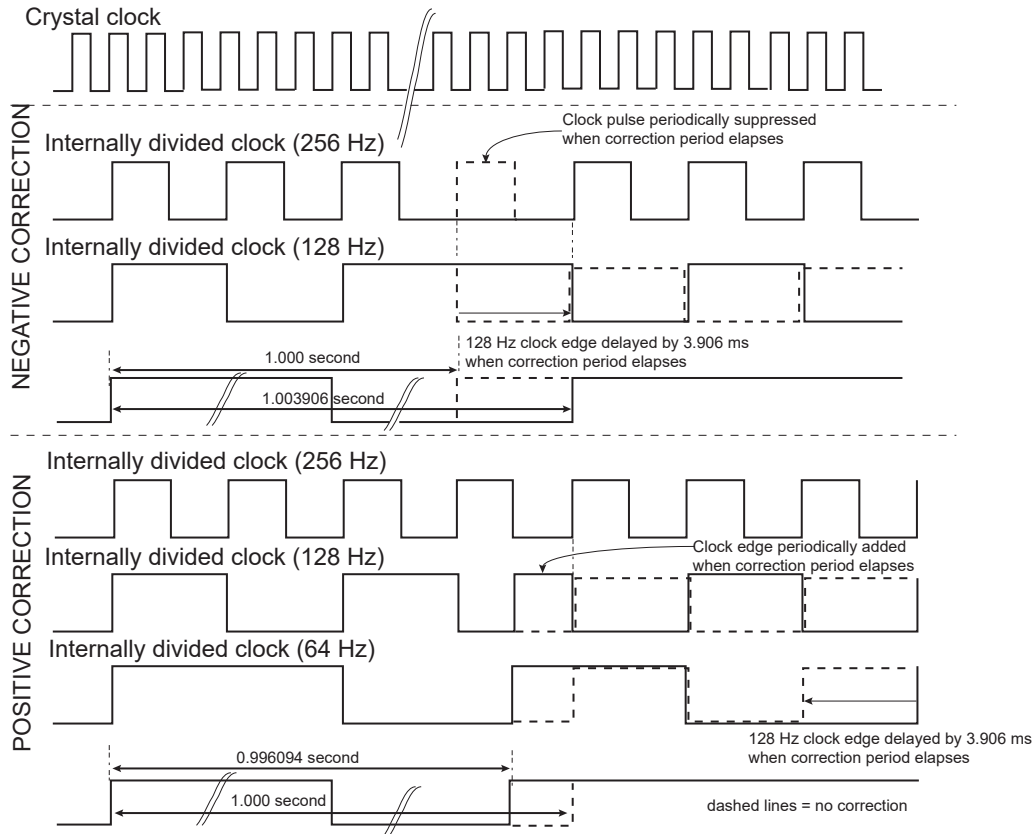 Crystal clock
NEGATIVE CORRECTION
Clock pulse periodically suppressed
when correction period elapses
Internally divided clock (256 Hz)
Internally divided clock (128 Hz)
128 Hz clock edge delayed by 3.906 ms
when correction period elapses
1.000 second
1.003906 second
POSITIVE CORRECTION
Internally divided clock (256 Hz)
Internally divided clock (128 Hz)
Clock edge periodically added
when correction period elapses
Internally divided clock (64 Hz)
128 Hz clock edge delayed by 3.906 ms
when correction period elapses
0.996094 second
1.000 second
dashed lines = no correction